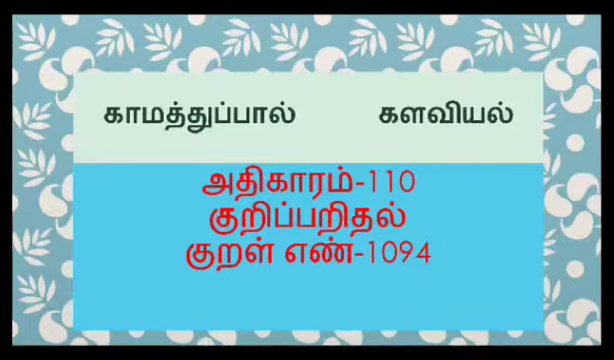 காமத்துப்பால் களவியல்
அதிகாரம்-110
குறிப்பறிதல்
குறள் எண்-1094